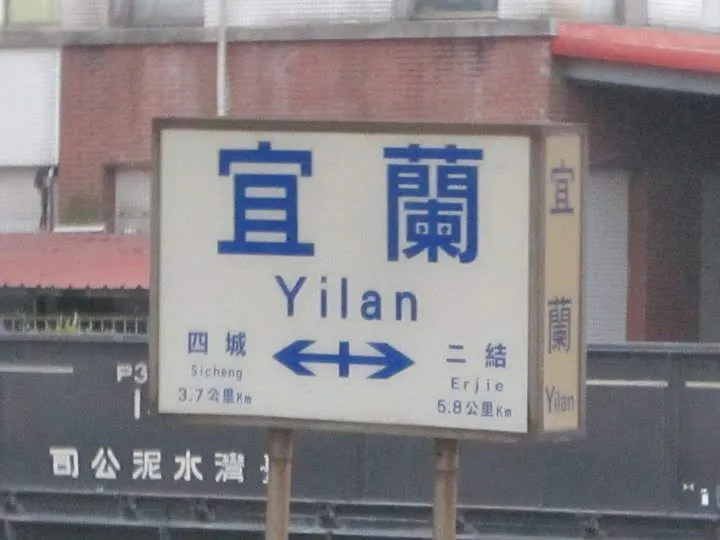 宜蘭
Yilan
四城
Sicheng
3.7公里Km
二結
Erjie
5.8公里Km
宜蘭
Yilan
P3
司公泥水灣